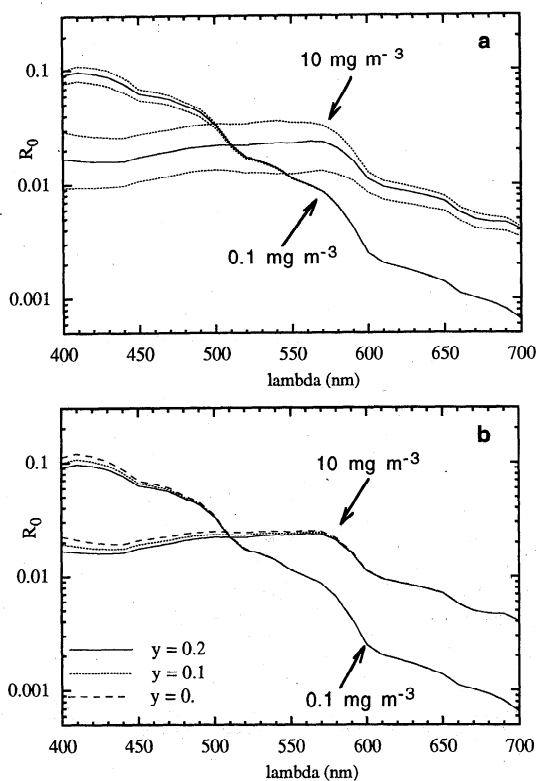 a
0.1
10 mg m-3
R0
0.01
0.1 mg m-3
0.001
400 450 500 550 600 650 700
lambda (nm)
b
0.1
10 mg m-3
R0
0.01
y = 0.2
y = 0.1
y = 0.
0.001
0.1 mg m-3
400 450 500 550 600 650 700
lambda (nm)